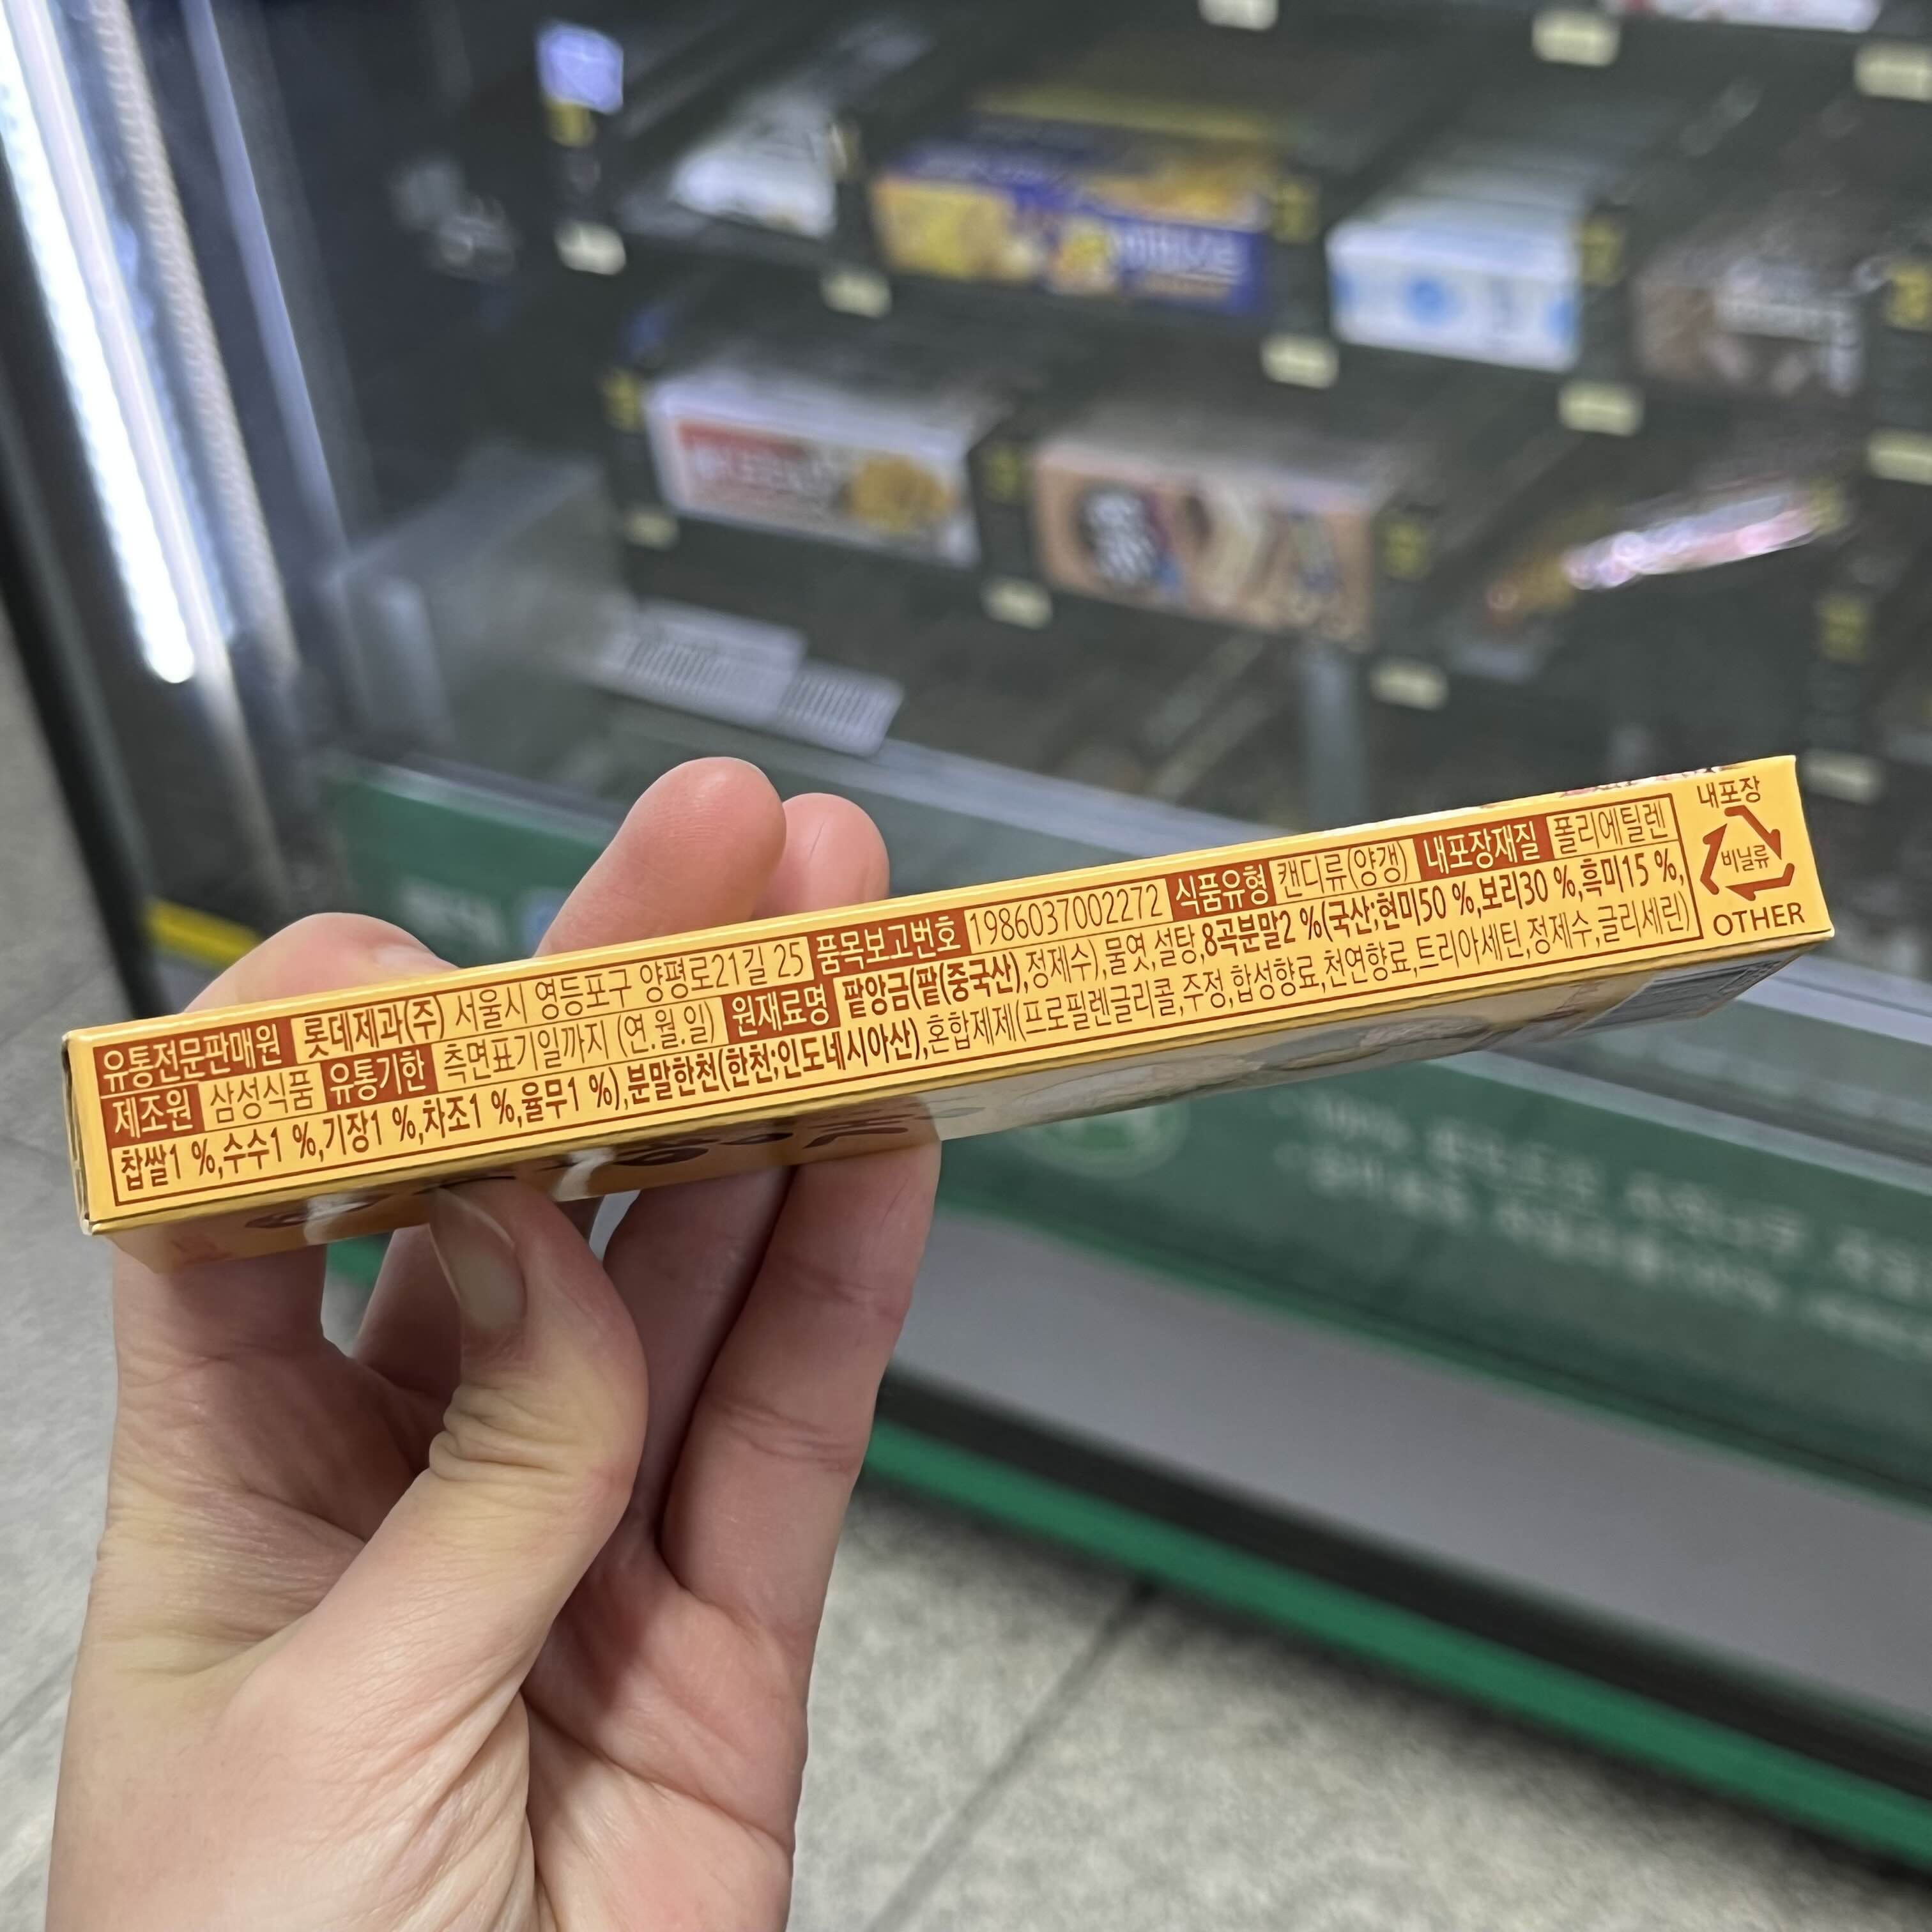 유통전문판매원 롯데제과(주) 서울시 영등포구 양평로21길 25 품목보고번호 1986037002272 식품유형 캔디류(양갱) 내포장재질 폴리에틸렌
제조원 삼성식품 유통기한 측면표기일까지 (연.월.일) 원재료명 팥앙금(팥(중국산),정제수),물엿,설탕,8곡분말2 %(국산;현미50 %,보리30 %,흑미15 %,
찹쌀1 %,수수1 %,기장1 %,차조1 %,율무1 %),분말한천(한천;인도네시아산),혼합제제(프로필렌글리콜,주정,합성향료,천연향료,트리아세틴,정제수,글리세린)
내포장
비닐류
OTHER